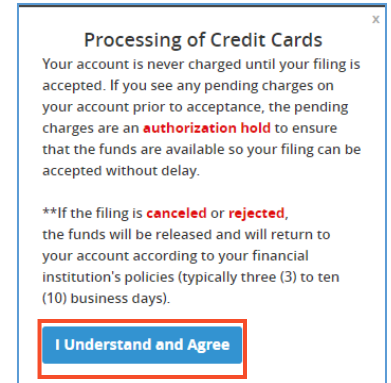 x
Processing of Credit Cards
Your account is never charged until your filing is
accepted. If you see any pending charges on
your account prior to acceptance, the pending
charges are an authorization hold to ensure
that the funds are available so your filing can be
accepted without delay.
**If the filing is canceled or rejected,
the funds will be released and will return to
your account according to your financial
institution's policies (typically three (3) to ten
(10) business days).
I Understand and Agree